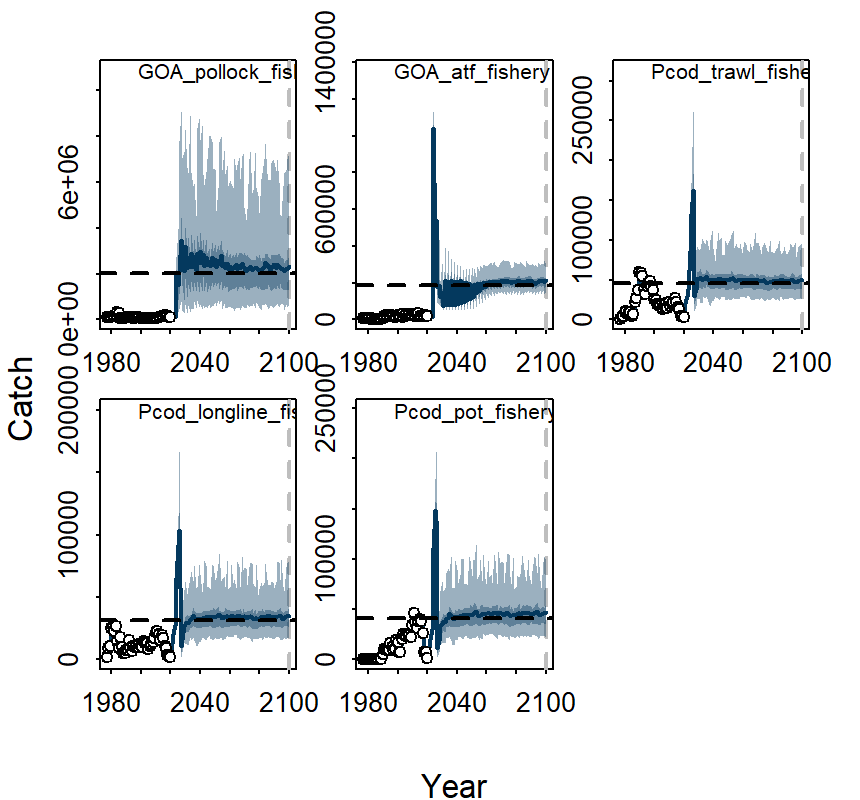 GOA_pollock_fis
GOA_atf_fishery
Pcod_trawl_fishe
0e+00 6e+06
0 600000 1400000
0 100000 250000
1980 2040 2100
1980 2040 2100
1980 2040 2100
Catch
Pcod_longline_fis
Pcod_pot_fishery
0 100000 200000
0 100000 250000
1980 2040 2100
1980 2040 2100
Year